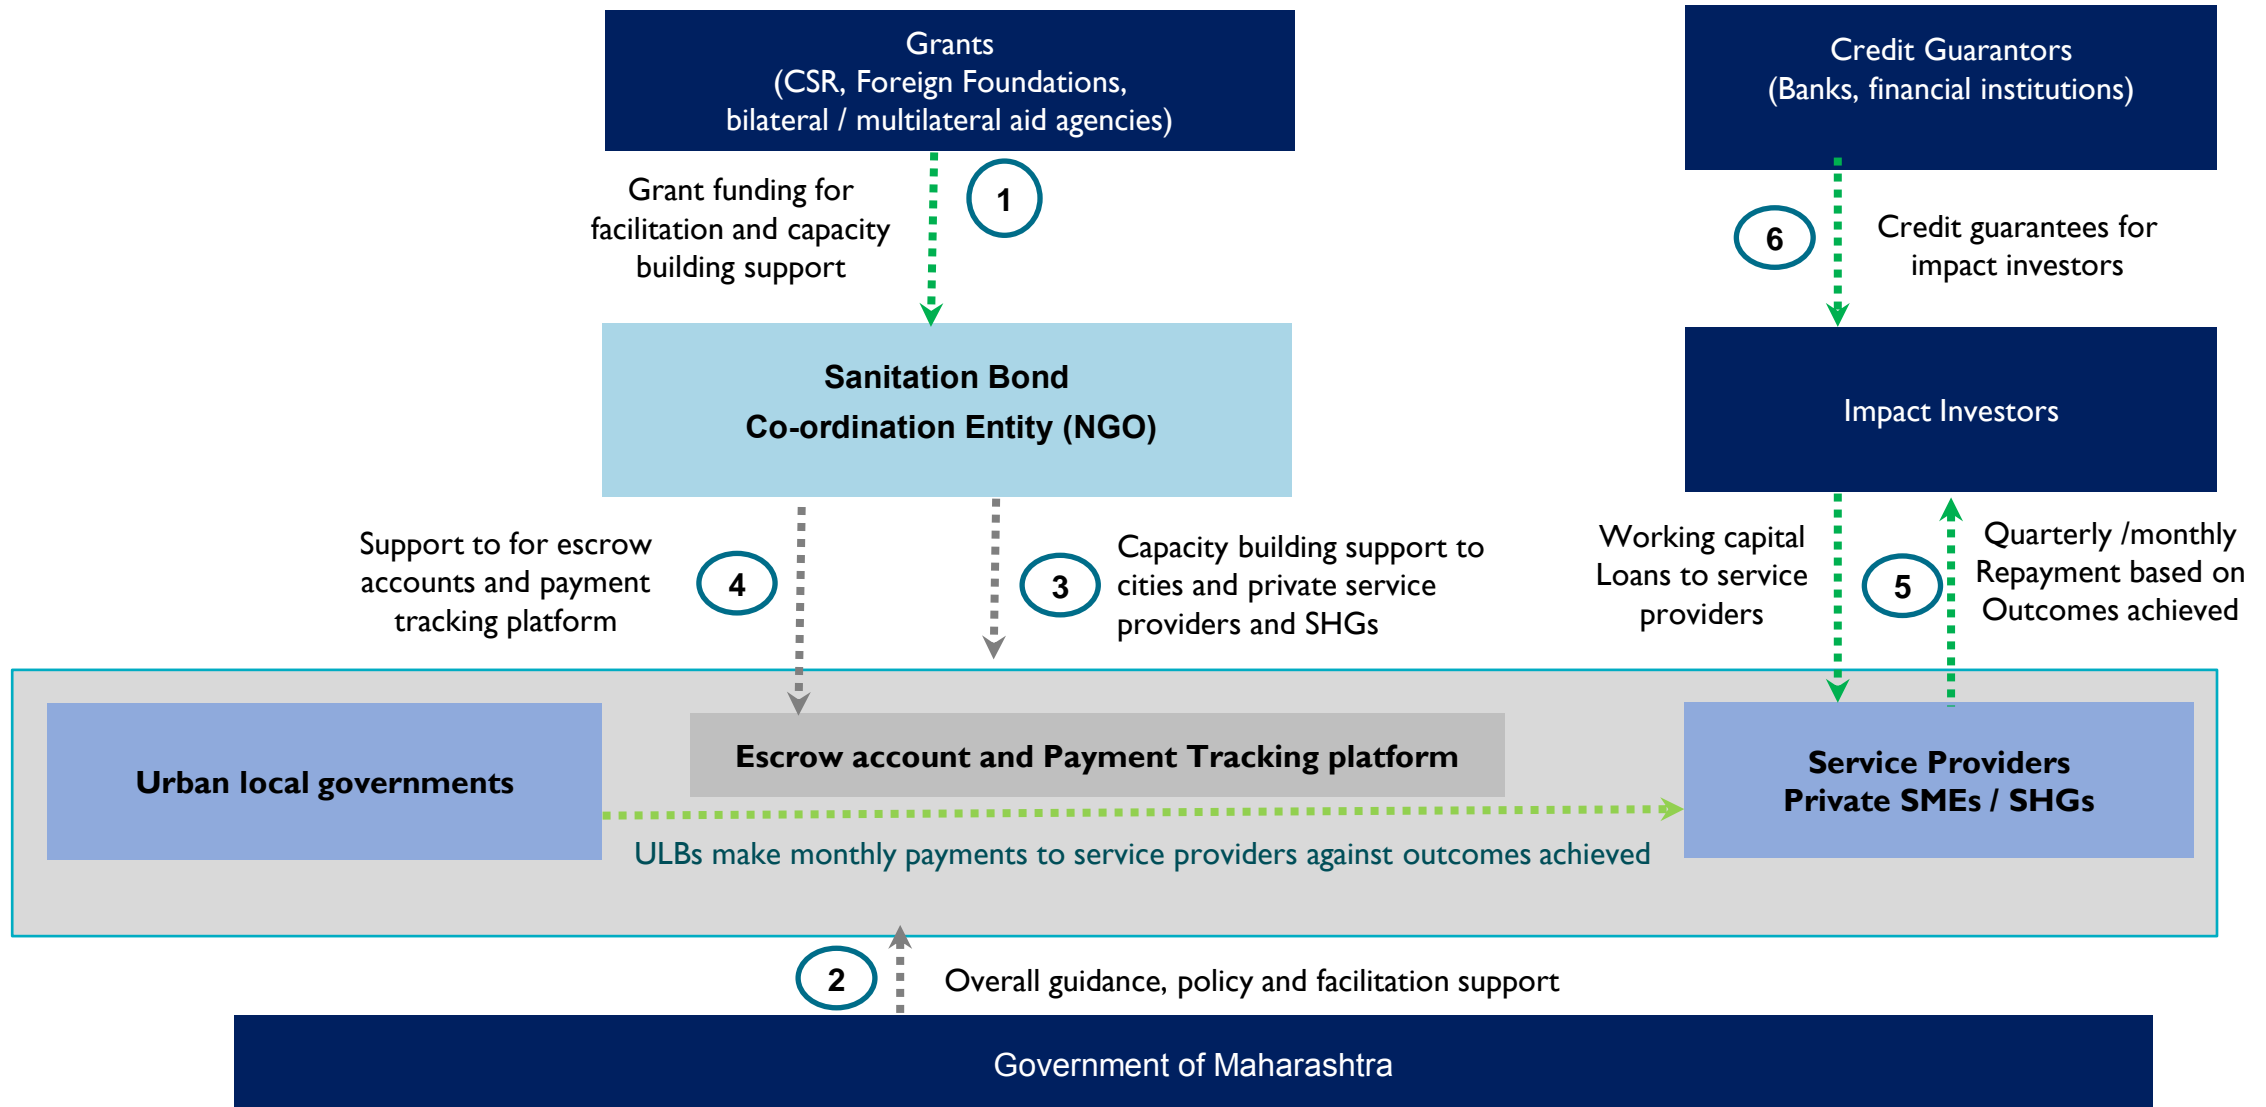 Grants
(CSR, Foreign Foundations,
bilateral / multilateral aid agencies)
Credit Guarantors
(Banks, financial institutions)
Grant funding for
facilitation and capacity
building support
1
6
Credit guarantees for
impact investors
Sanitation Bond
Co-ordination Entity (NGO)
Impact Investors
Support to for escrow
accounts and payment
tracking platform
4
3
Capacity building support to
cities and private service
providers and SHGs
Working capital
Loans to service
providers
5
Quarterly /monthly
Repayment based on
Outcomes achieved
Urban local governments
Escrow account and Payment Tracking platform
Service Providers
Private SMEs / SHGs
ULBs make monthly payments to service providers against outcomes achieved
2
Overall guidance, policy and facilitation support
Government of Maharashtra